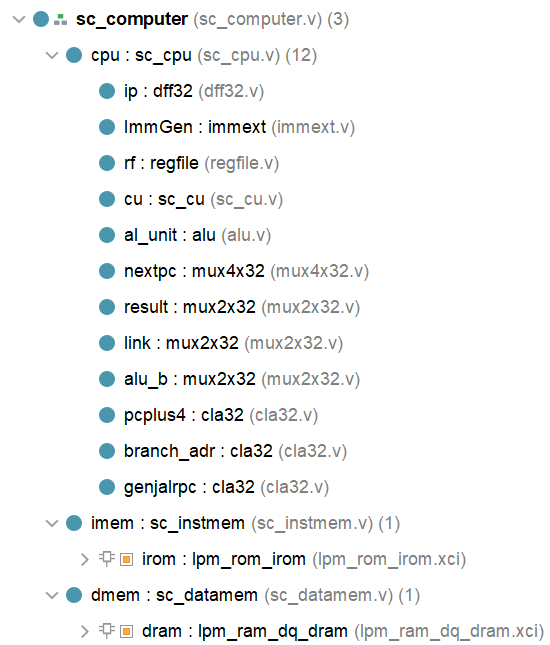 sc_computer (sc_computer.v) (3)
cpu : sc_cpu (sc_cpu.v) (12)
ip : dff32 (dff32.v)
ImmGen : immext (immext.v)
rf : regfile (regfile.v)
cu : sc_cu (sc_cu.v)
al_unit : alu (alu.v)
nextpc : mux4x32 (mux4x32.v)
result : mux2x32 (mux2x32.v)
link : mux2x32 (mux2x32.v)
alu_b : mux2x32 (mux2x32.v)
pcplus4 : cla32 (cla32.v)
branch_adr : cla32 (cla32.v)
genjalrpc : cla32 (cla32.v)
imem : sc_instmem (sc_instmem.v) (1)
irom : lpm_rom_irom (lpm_rom_irom.xci)
dmem : sc_datamem (sc_datamem.v) (1)
dram : lpm_ram_dq_dram (lpm_ram_dq_dram.xci)